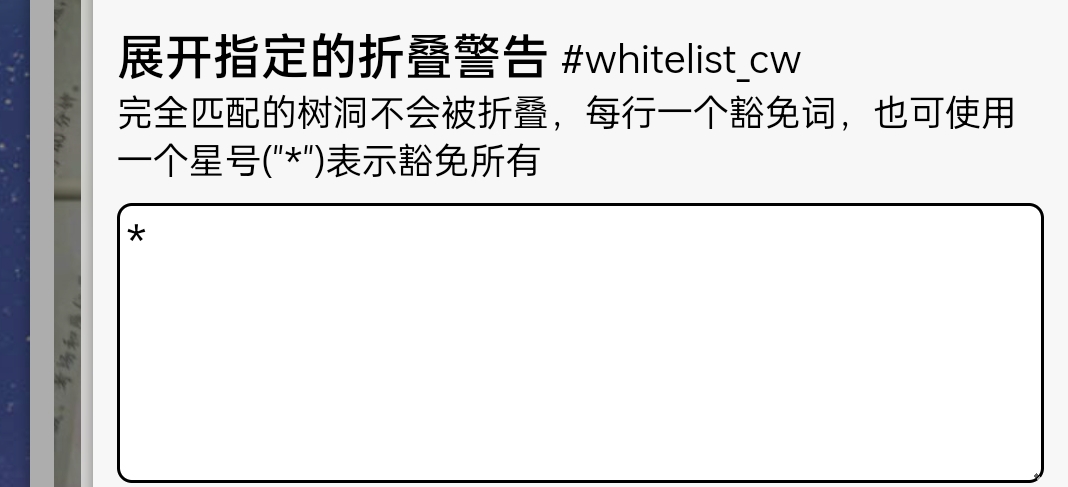 展开指定的折叠警告 #whitelist_cw
完全匹配的树洞不会被折叠，每行一个豁免词，也可使用
一个星号("*")表示豁免所有
*